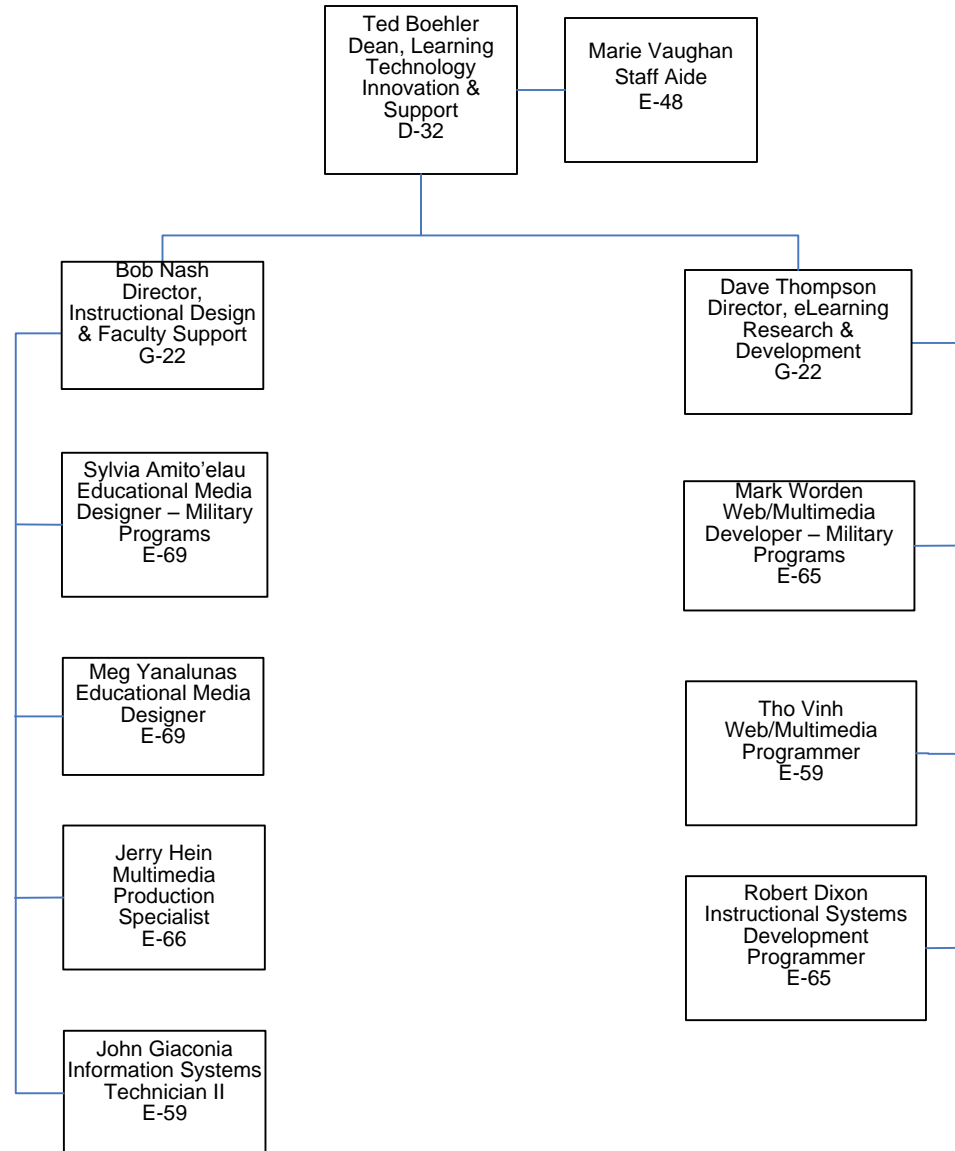 Ted Boehler
Dean, Learning
Technology
Innovation &
Support
D-32
Marie Vaughan
Staff Aide
E-48
Bob Nash
Director,
Instructional Design
& Faculty Support
G-22
Sylvia Amito’elau
Educational Media
Designer – Military
Programs
E-69
Meg Yanalunas
Educational Media
Designer
E-69
Jerry Hein
Multimedia
Production
Specialist
E-66
John Giaconia
Information Systems
Technician II
E-59
Dave Thompson
Director, eLearning
Research &
Development
G-22
Mark Worden
Web/Multimedia
Developer – Military
Programs
E-65
Tho Vinh
Web/Multimedia
Programmer
E-59
Robert Dixon
Instructional Systems
Development
Programmer
E-65